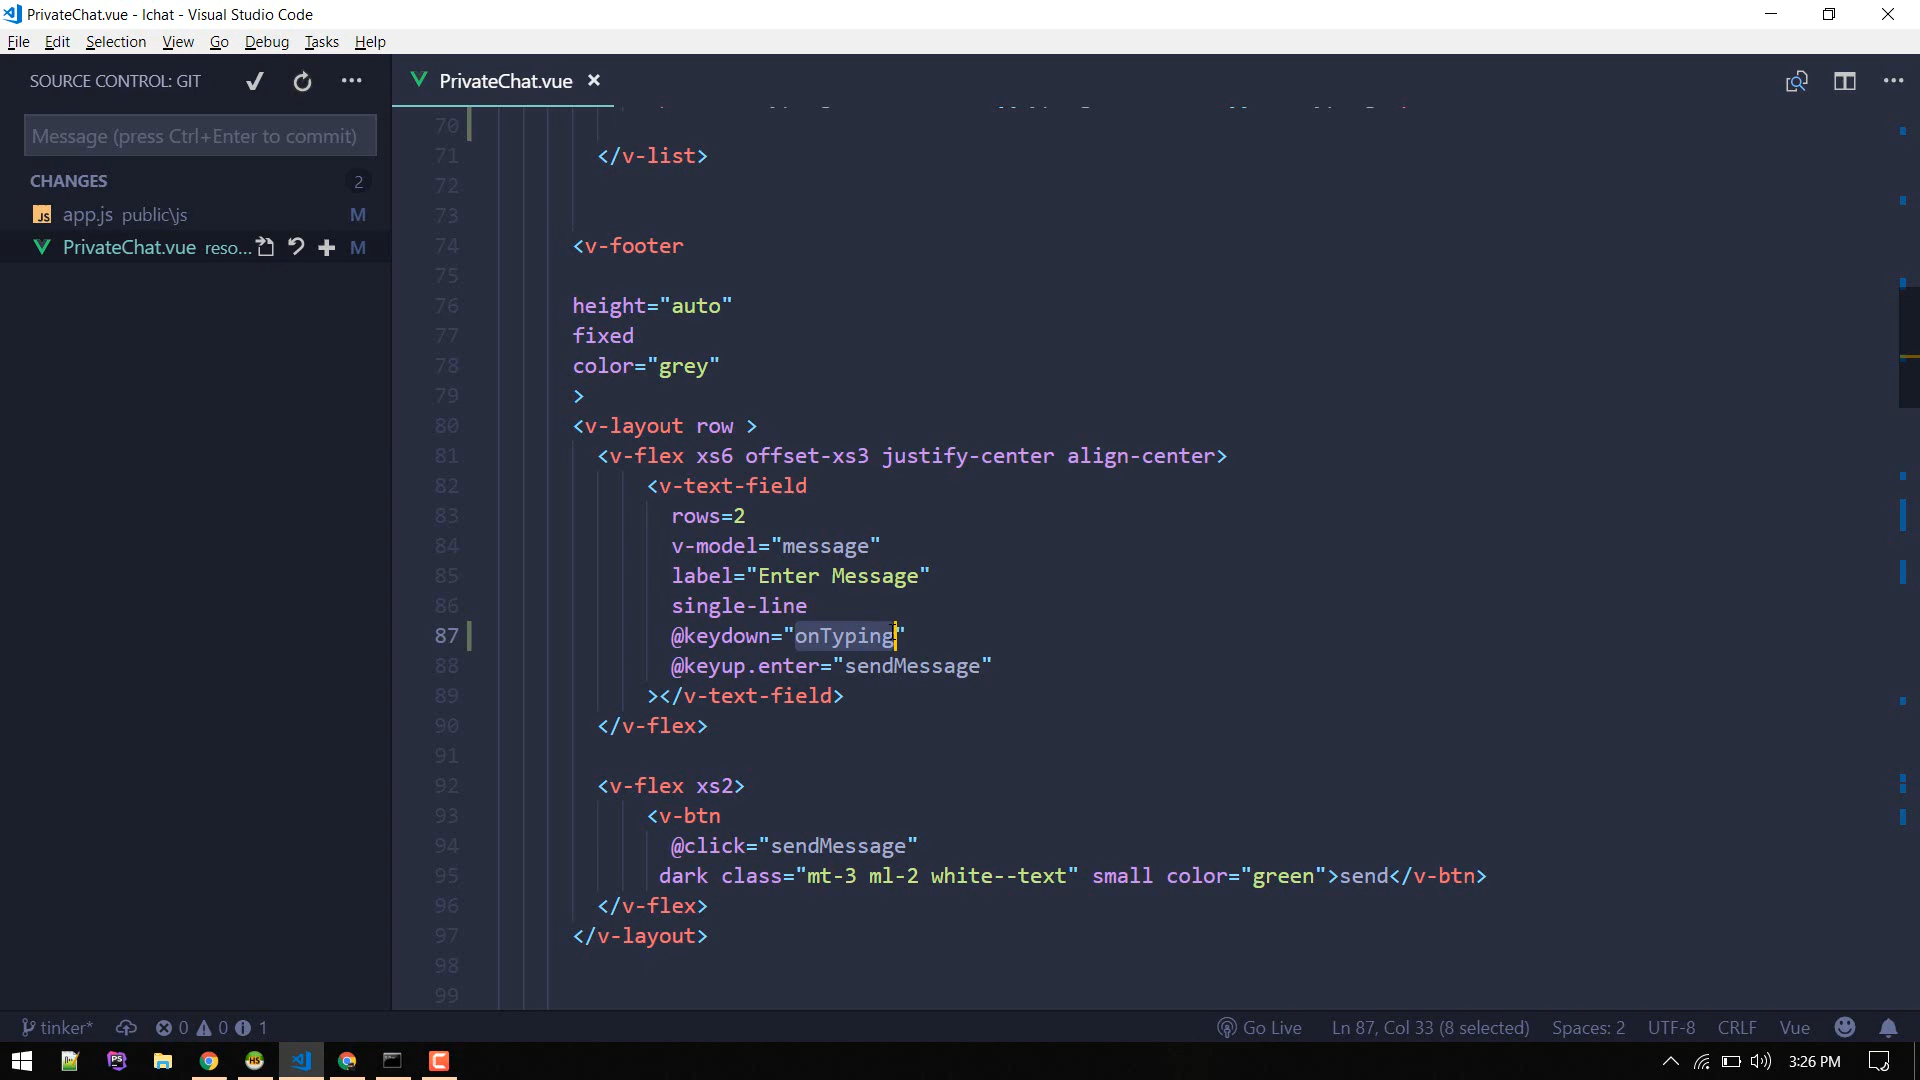 PrivateChat.vue - lchat - Visual Studio Code
File Edit Selection View Go Debug Tasks Help
SOURCE CONTROL: GIT
PrivateChat.vue
Message (press Ctrl+Enter to commit)
CHANGES 2
app.js public\js M
PrivateChat.vue reso... M
70
71 </v-list>
72
73
74 <v-footer
75
76 height="auto"
77 fixed
78 color="grey"
79 >
80 <v-layout row >
81 <v-flex xs6 offset-xs3 justify-center align-center>
82 <v-text-field
83 rows=2
84 v-model="message"
85 label="Enter Message"
86 single-line
87 @keydown="onTyping"
88 @keyup.enter="sendMessage"
89 ></v-text-field>
90 </v-flex>
91
92 <v-flex xs2>
93 <v-btn
94 @click="sendMessage"
95 dark class="mt-3 ml-2 white--text" small color="green">send</v-btn>
96 </v-flex>
97 </v-layout>
98
99
tinker* 0 0 1 Go Live Ln 87, Col 33 (8 selected) Spaces: 2 UTF-8 CRLF Vue
3:26 PM